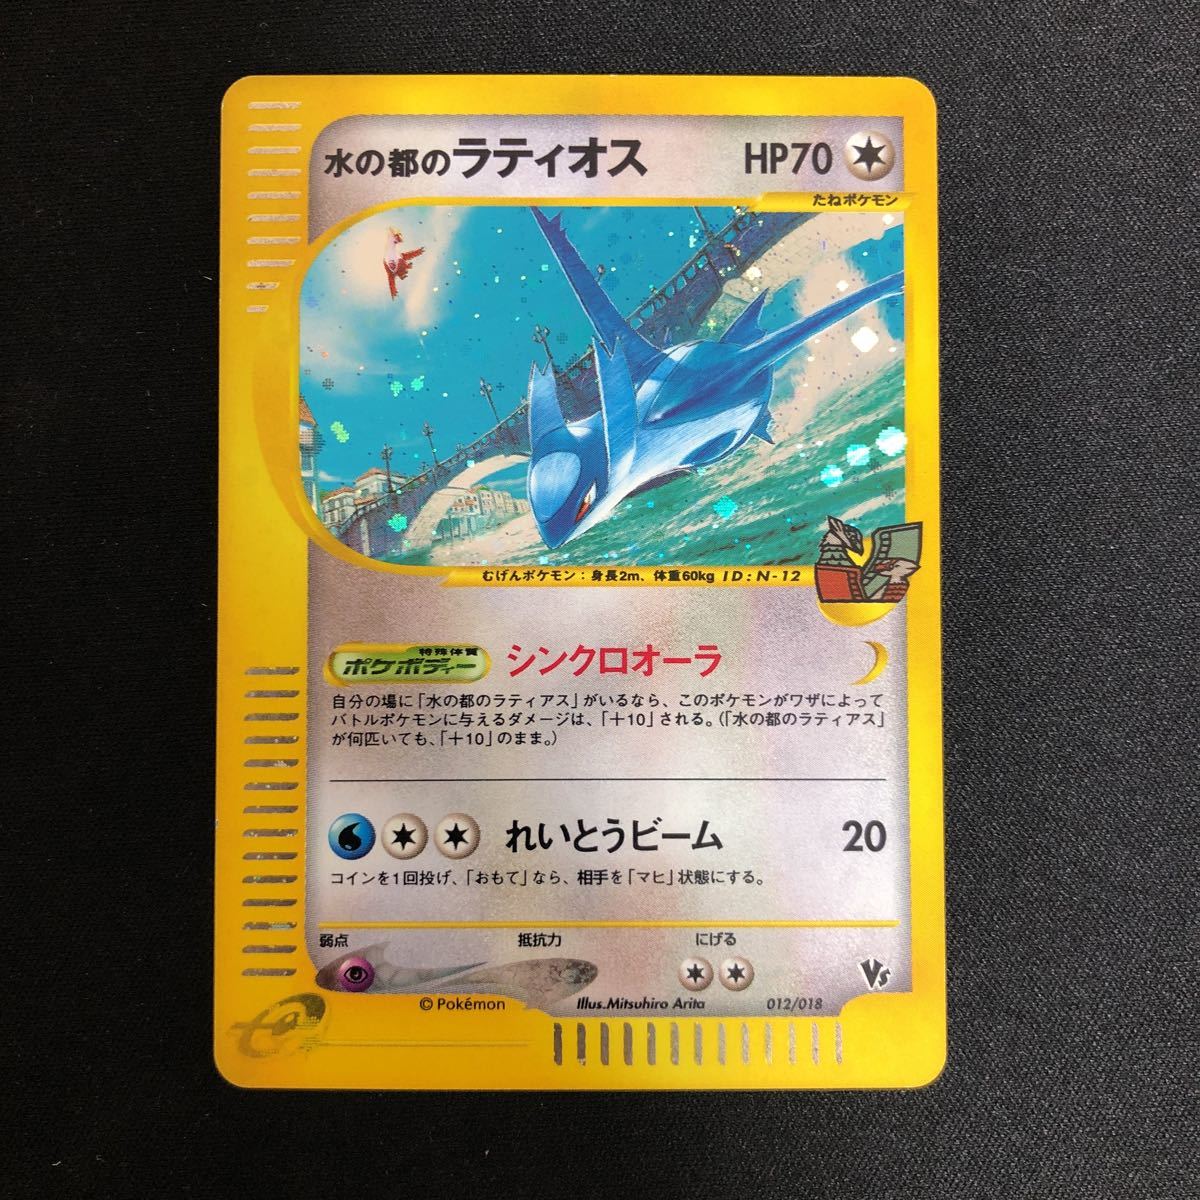 水の都のラティオス HP70
たねポケモン
むげんポケモン：身長2m、体重60kg ID:N-12
特殊体質
ポケボディー シンクロオーラ
自分の場に「水の都のラティアス」がいるなら、このポケモンがワザによって
バトルポケモンに与えるダメージは、「＋10」される。（「水の都のラティアス」
が何匹いても、「＋10」のまま。）
れいとうビーム 20
コインを1回投げ、「おもて」なら、相手を「マヒ」状態にする。
弱点 抵抗力 にげる
VS
© Pokémon Illus.Mitsuhiro Arita 012/018
e